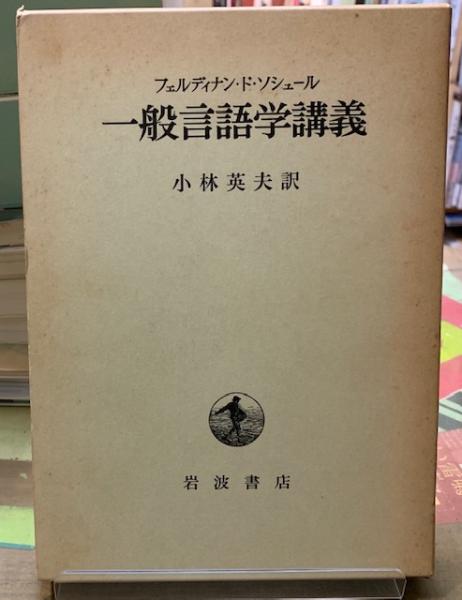 フェルディナン・ド・ソシュール
一般言語学講義
小林英夫訳
岩波書店